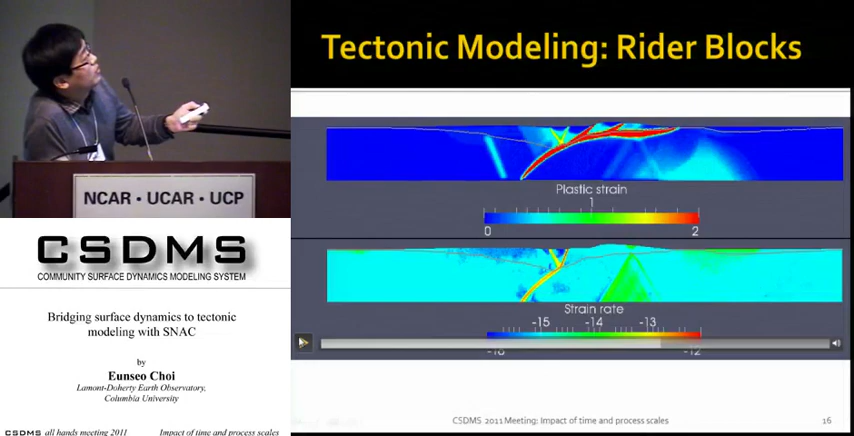 Tectonic Modeling: Rider Blocks
NCAR • UCAR • UCP
CSDMS
COMMUNITY SURFACE DYNAMICS MODELING SYSTEM
Bridging surface dynamics to tectonic
modeling with SNAC
by
Eunseo Choi
Lamont-Doherty Earth Observatory,
Columbia University
CSDMS all hands meeting 2011 Impact of time and process scales
Plastic strain
1
0 2
Strain rate
-15 -14 -13
-16 -12
CSDMS 2011 Meeting: Impact of time and process scales 16